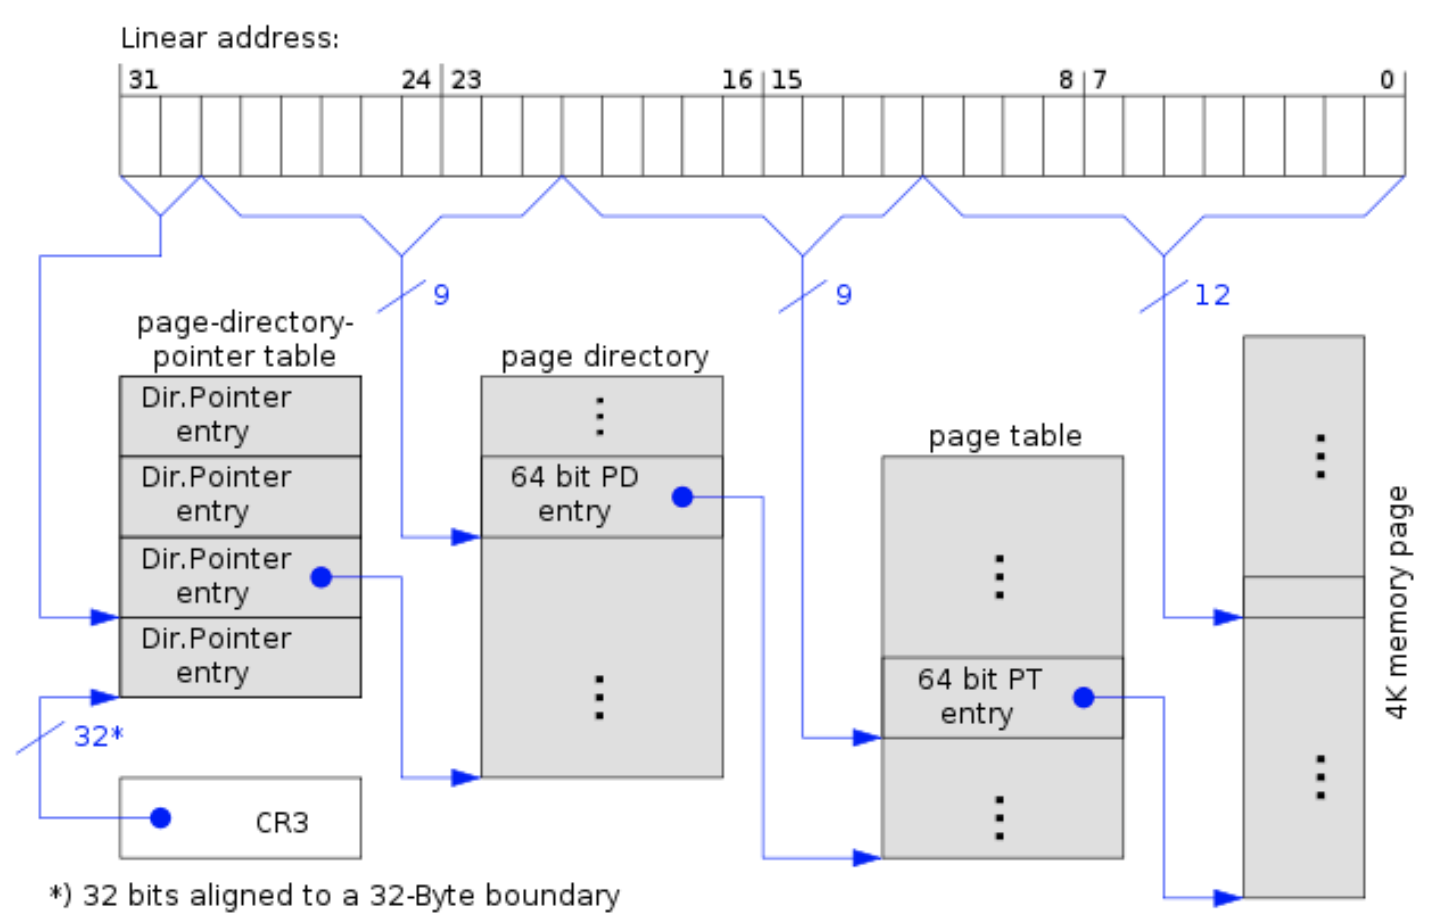 Linear address:
31 24 23 16 15 8 7 0
9 9 12
page-directory-
pointer table
page directory
page table
Dir.Pointer
entry
Dir.Pointer
entry
Dir.Pointer
entry
Dir.Pointer
entry
64 bit PD
entry
64 bit PT
entry
4K memory page
32*
CR3
*) 32 bits aligned to a 32-Byte boundary